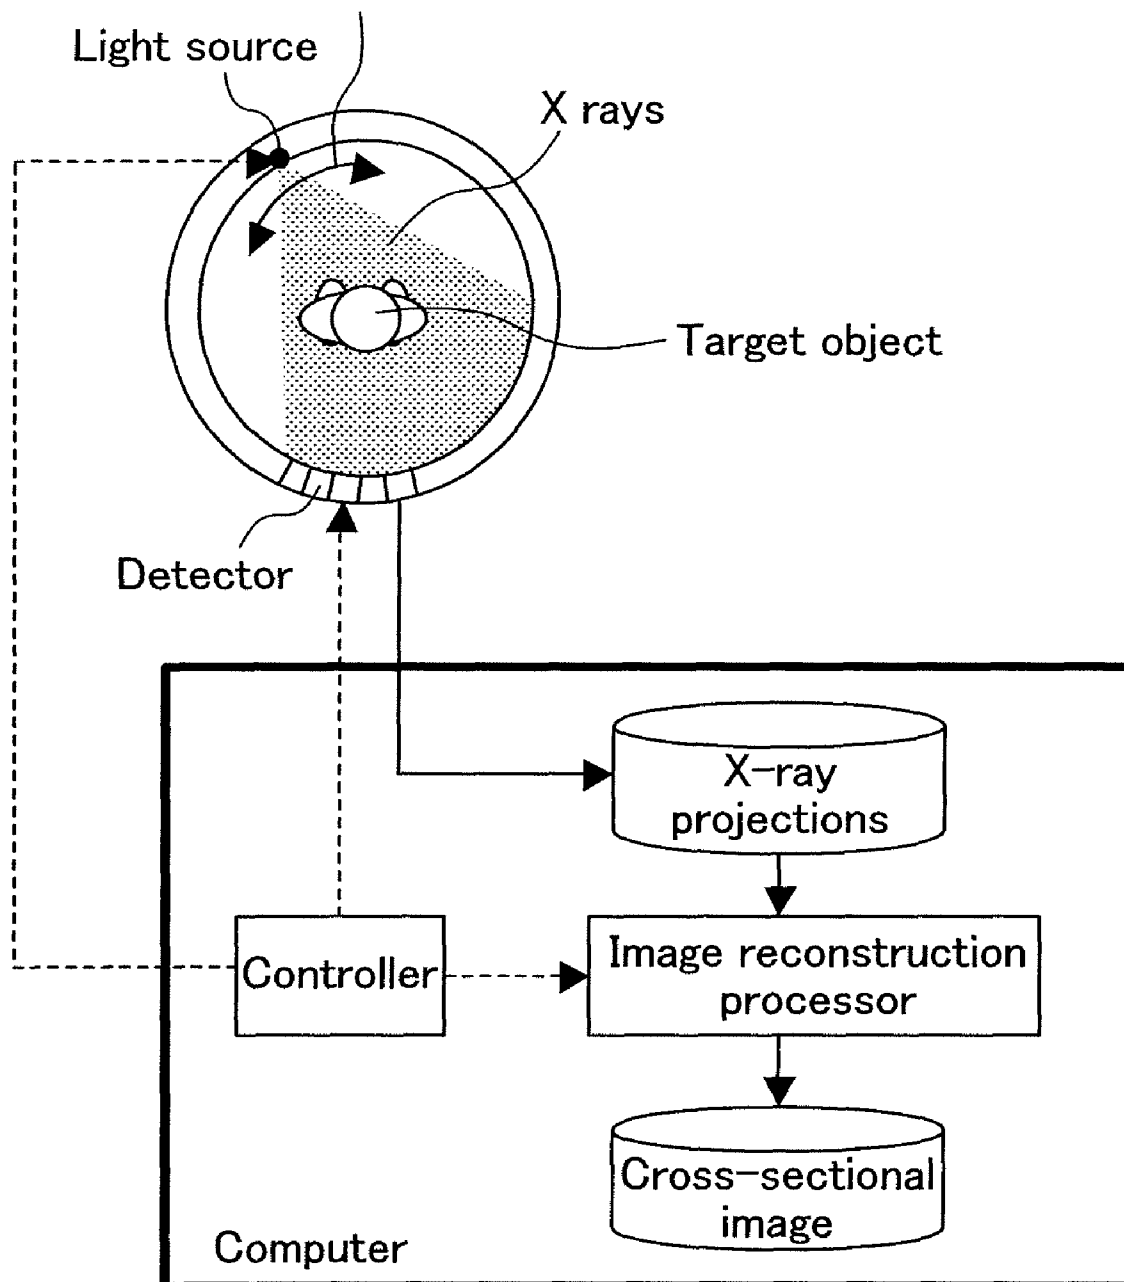 Light source
X rays
Target object
Detector
X-ray
projections
Controller
Image reconstruction
processor
Cross-sectional
image
Computer